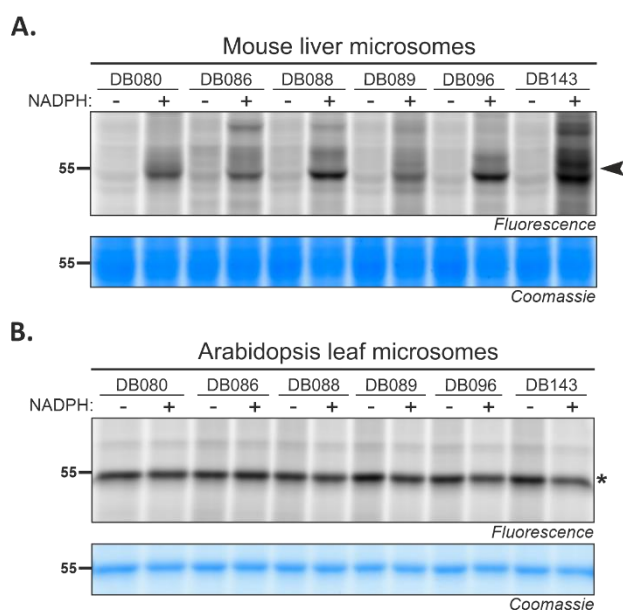 A.
Mouse liver microsomes
DB080 DB086 DB088 DB089 DB096 DB143
NADPH: - + - + - + - + - + - +
55
Fluorescence
55
Coomassie
B.
Arabidopsis leaf microsomes
DB080 DB086 DB088 DB089 DB096 DB143
NADPH: - + - + - + - + - + - +
55 *
Fluorescence
55
Coomassie